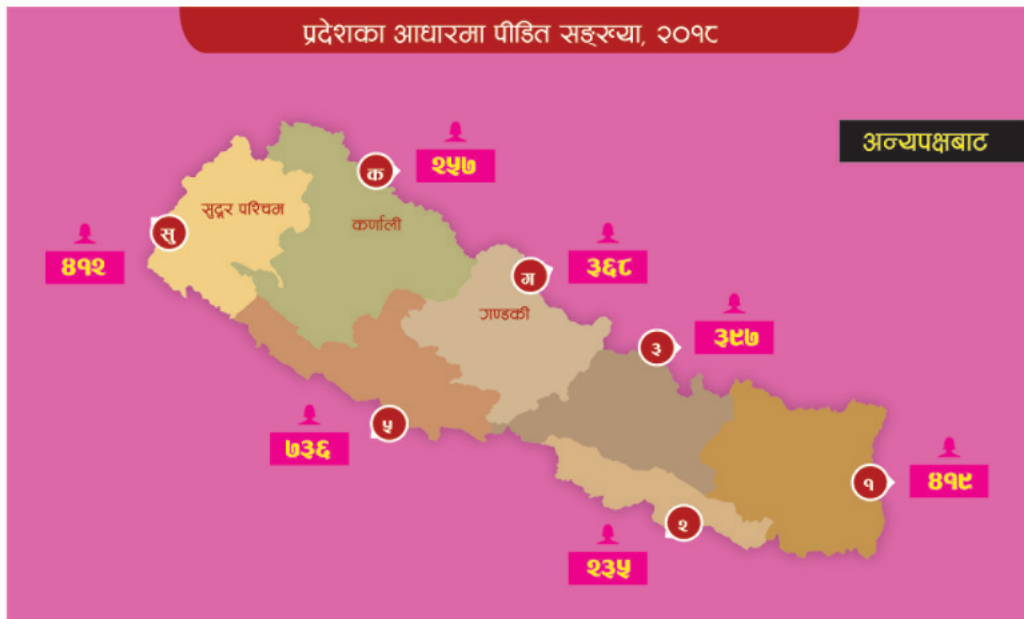 प्रदेशका आधारमा पीडित सङ्ख्या, २०१८
अन्यपक्षबाट
क
२५७
सुदूर पश्चिम
कर्णाली
सु
४१२
ग
३६८
गण्डकी
३
३९७
५
७३६
१
४१९
२
२३५